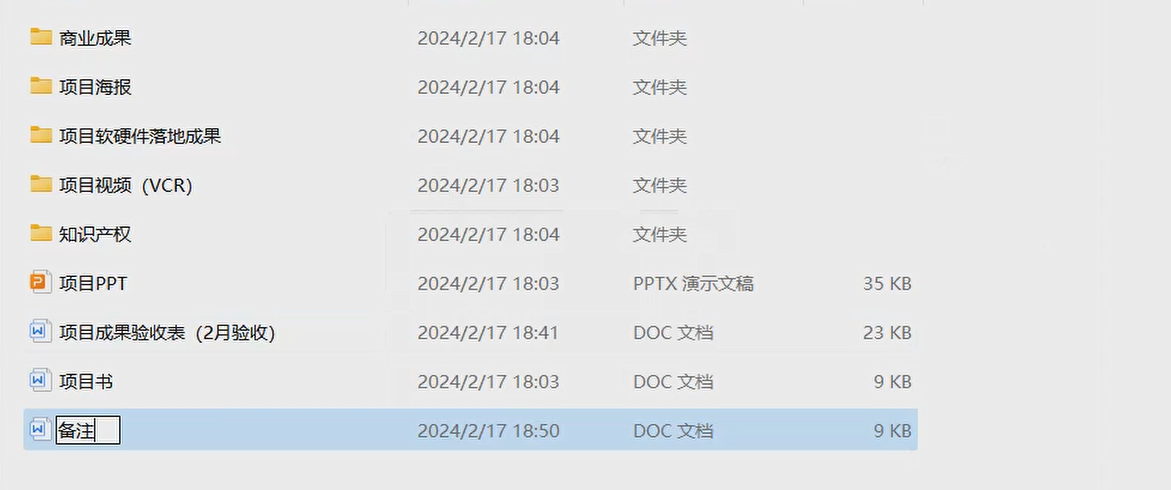 商业成果 2024/2/17 18:04 文件夹
项目海报 2024/2/17 18:04 文件夹
项目软硬件落地成果 2024/2/17 18:04 文件夹
项目视频（VCR） 2024/2/17 18:03 文件夹
知识产权 2024/2/17 18:04 文件夹
项目PPT 2024/2/17 18:03 PPTX 演示文稿 35 KB
项目成果验收表（2月验收） 2024/2/17 18:41 DOC 文档 23 KB
项目书 2024/2/17 18:03 DOC 文档 9 KB
备注 2024/2/17 18:50 DOC 文档 9 KB